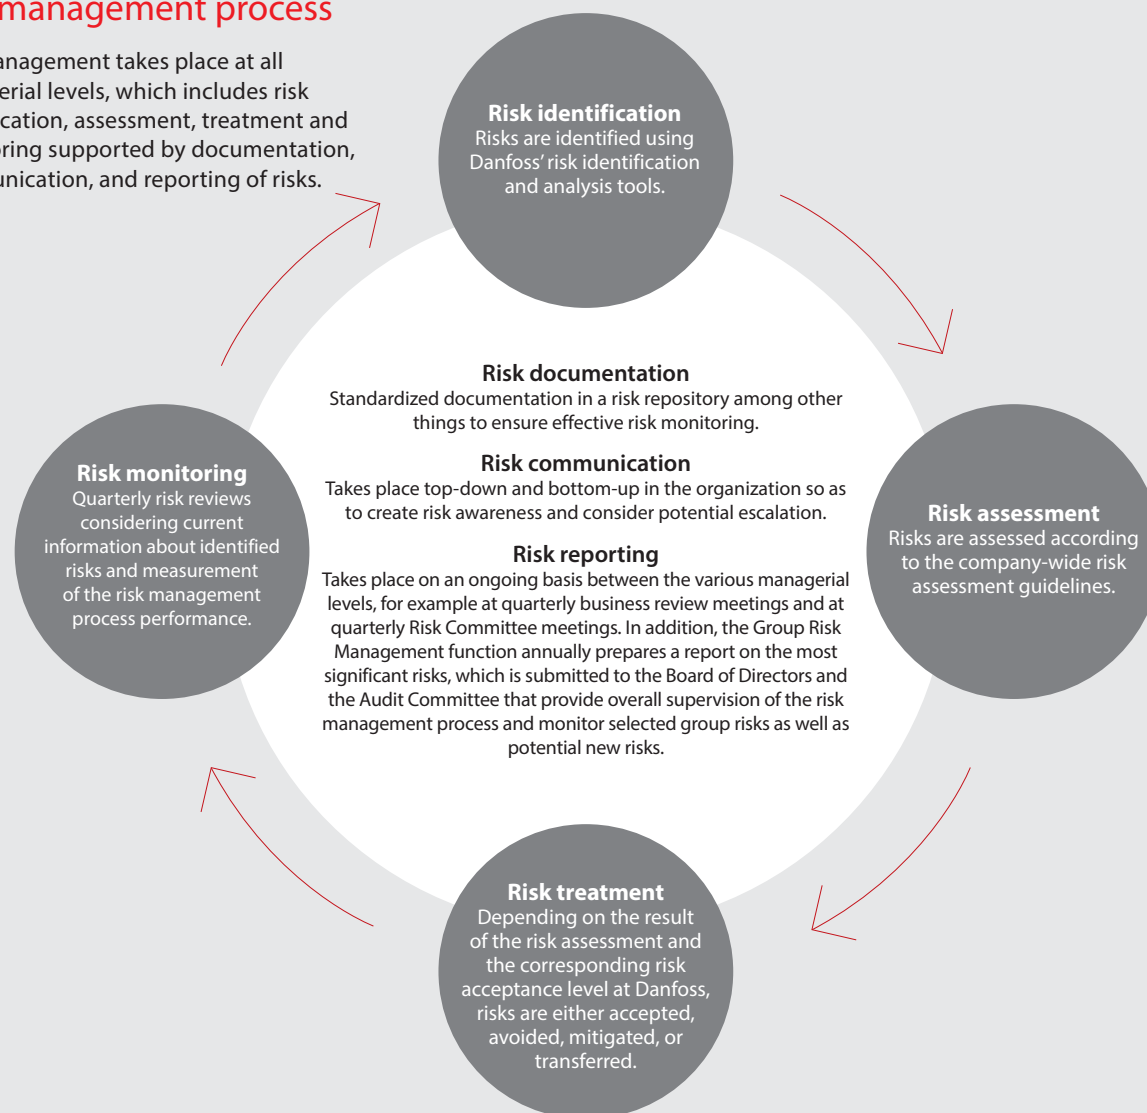 management process
anagement takes place at all
erial levels, which includes risk
ication, assessment, treatment and
oring supported by documentation,
unication, and reporting of risks.
Risk identification
Risks are identified using
Danfoss’ risk identification
and analysis tools.
Risk documentation
Standardized documentation in a risk repository among other
things to ensure effective risk monitoring.
Risk communication
Takes place top-down and bottom-up in the organization so as
to create risk awareness and consider potential escalation.
Risk reporting
Takes place on an ongoing basis between the various managerial
levels, for example at quarterly business review meetings and at
quarterly Risk Committee meetings. In addition, the Group Risk
Management function annually prepares a report on the most
significant risks, which is submitted to the Board of Directors and
the Audit Committee that provide overall supervision of the risk
management process and monitor selected group risks as well as
potential new risks.
Risk monitoring
Quarterly risk reviews
considering current
information about identified
risks and measurement
of the risk management
process performance.
Risk assessment
Risks are assessed according
to the company-wide risk
assessment guidelines.
Risk treatment
Depending on the result
of the risk assessment and
the corresponding risk
acceptance level at Danfoss,
risks are either accepted,
avoided, mitigated, or
transferred.